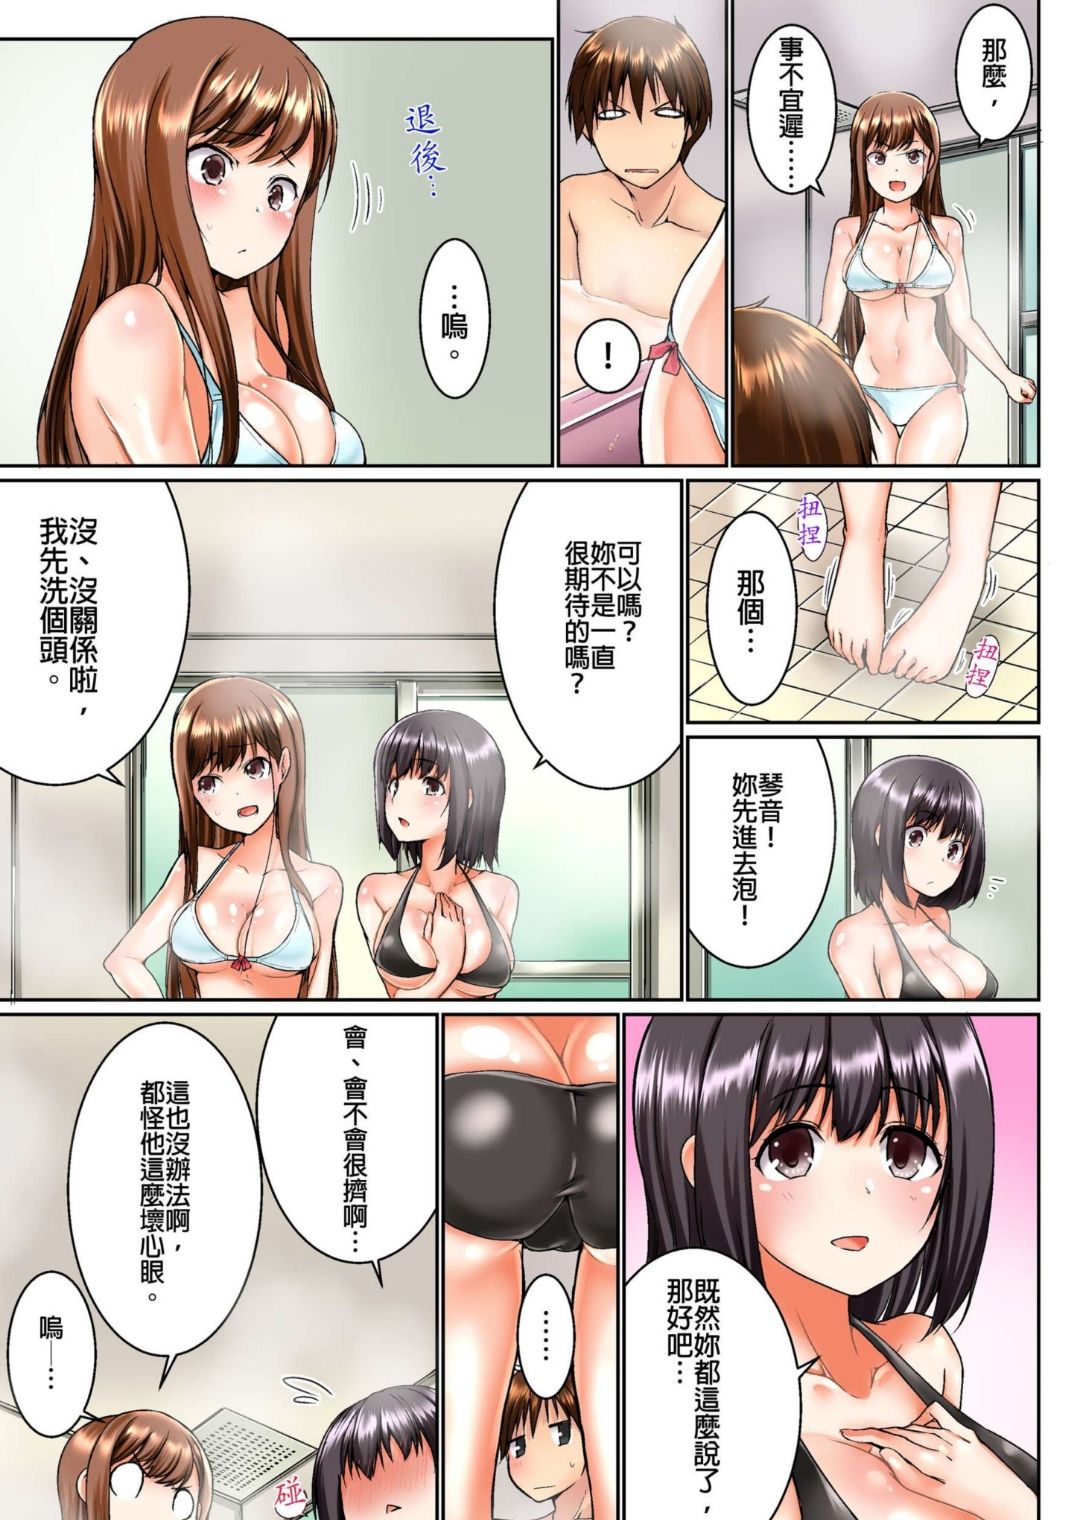 那麼，
事不宜遲……
！
退後…
…嗚。
扭捏
那個…
扭捏
可以嗎？
妳不是一直
很期待的嗎？
沒、沒關係啦，
我先洗個頭。
琴音！
妳先進去泡！
既然妳都這麼說了，
那好吧…
……
會、會不會很擠啊…
這也沒辦法啊，
都怪他這麼壞心眼。
碰
嗚─…